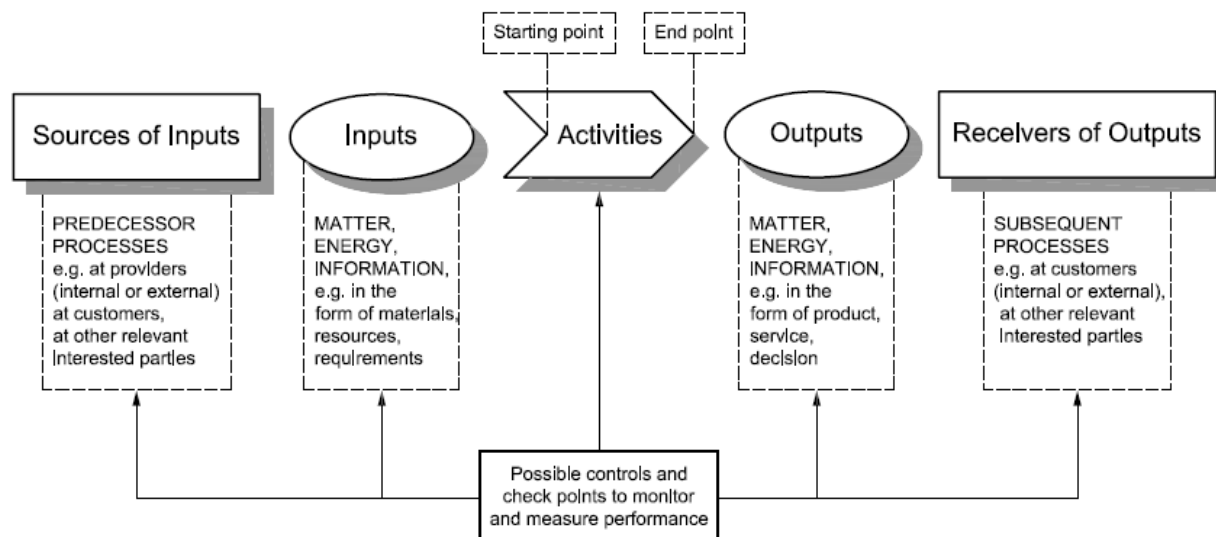 Starting point
End point
Sources of Inputs
Inputs
Activities
Outputs
Receivers of Outputs
PREDECESSOR
PROCESSES
e.g. at providers
(internal or external)
at customers,
at other relevant
interested parties
MATTER,
ENERGY,
INFORMATION,
e.g. in the
form of materials,
resources,
requirements
MATTER,
ENERGY,
INFORMATION,
e.g. in the
form of product,
service,
decision
SUBSEQUENT
PROCESSES
e.g. at customers
(internal or external),
at other relevant
interested parties
Possible controls and
check points to monitor
and measure performance